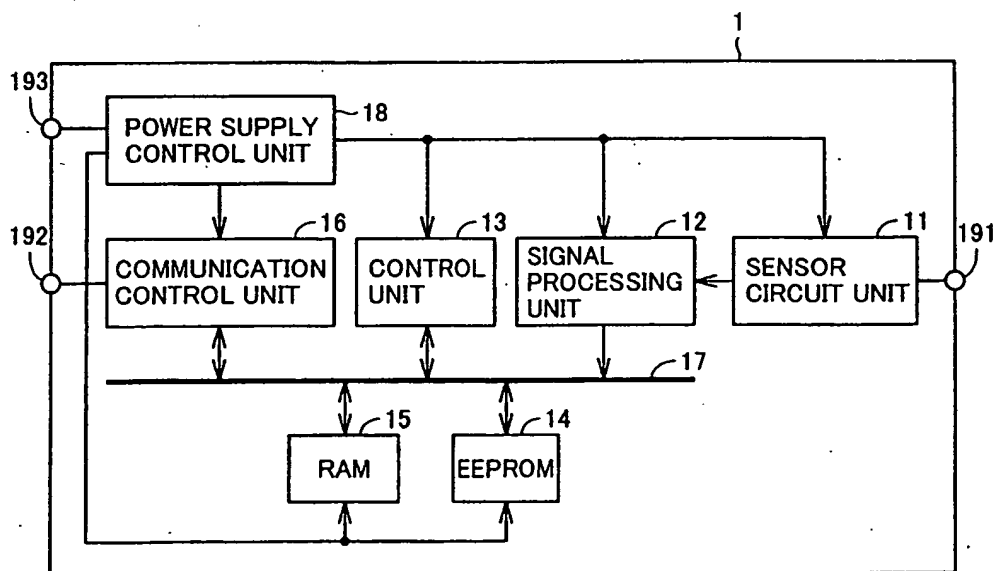 1
193
18
POWER SUPPLY
CONTROL UNIT
192
16
13
12
11
191
COMMUNICATION
CONTROL UNIT
CONTROL
UNIT
SIGNAL
PROCESSING
UNIT
SENSOR
CIRCUIT UNIT
17
15
14
RAM
EEPROM